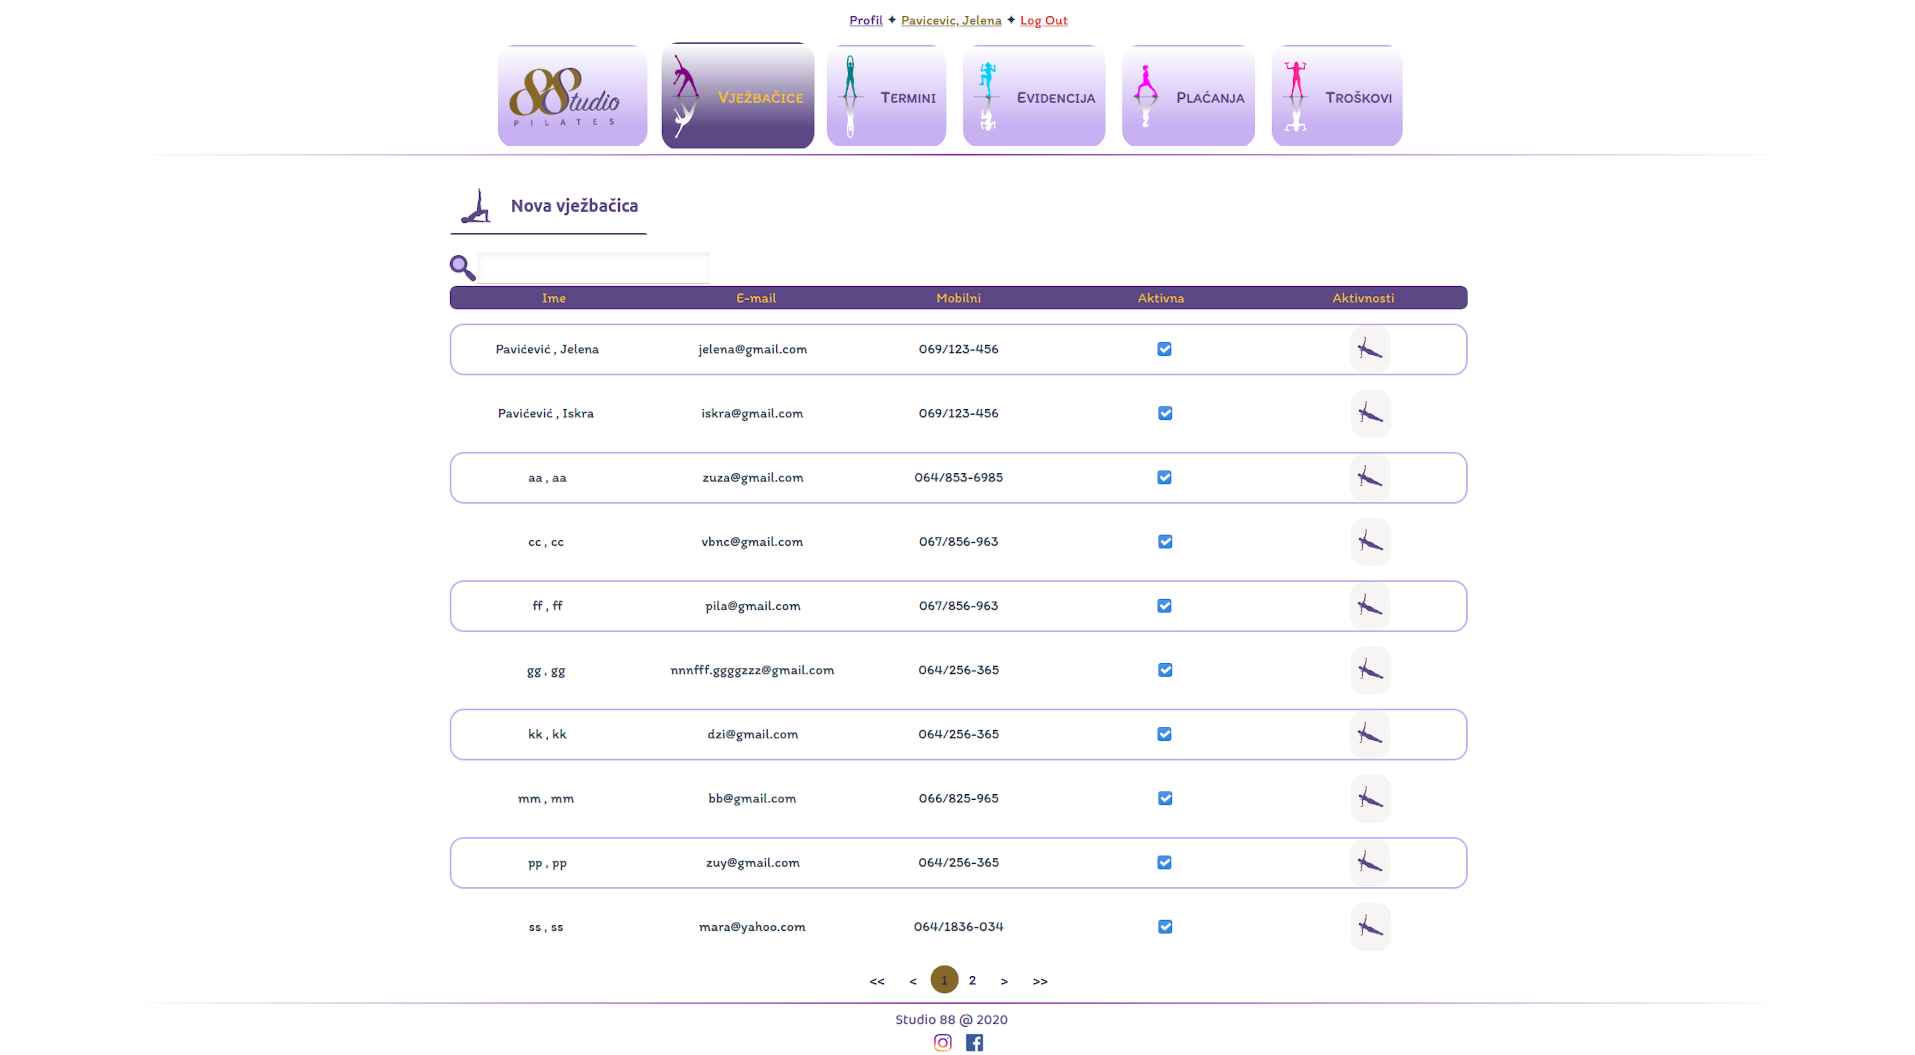 Profil ✦ Pavicevic, Jelena ✦ Log Out
88Studio
PILATES
Vježbačice
Termini
Evidencija
Plaćanja
Troškovi
Nova vježbačica
Ime E-mail Mobilni Aktivna Aktivnosti
Pavićević , Jelena jelena@gmail.com 069/123-456
Pavićević , Iskra iskra@gmail.com 069/123-456
aa , aa zuza@gmail.com 064/853-6985
cc , cc vbnc@gmail.com 067/856-963
ff , ff pila@gmail.com 067/856-963
gg , gg nnnfff.ggggzzz@gmail.com 064/256-365
kk , kk dzi@gmail.com 064/256-365
mm , mm bb@gmail.com 066/825-965
pp , pp zuy@gmail.com 064/256-365
ss , ss mara@yahoo.com 064/1836-034
<< < 1 2 > >>
Studio 88 @ 2020